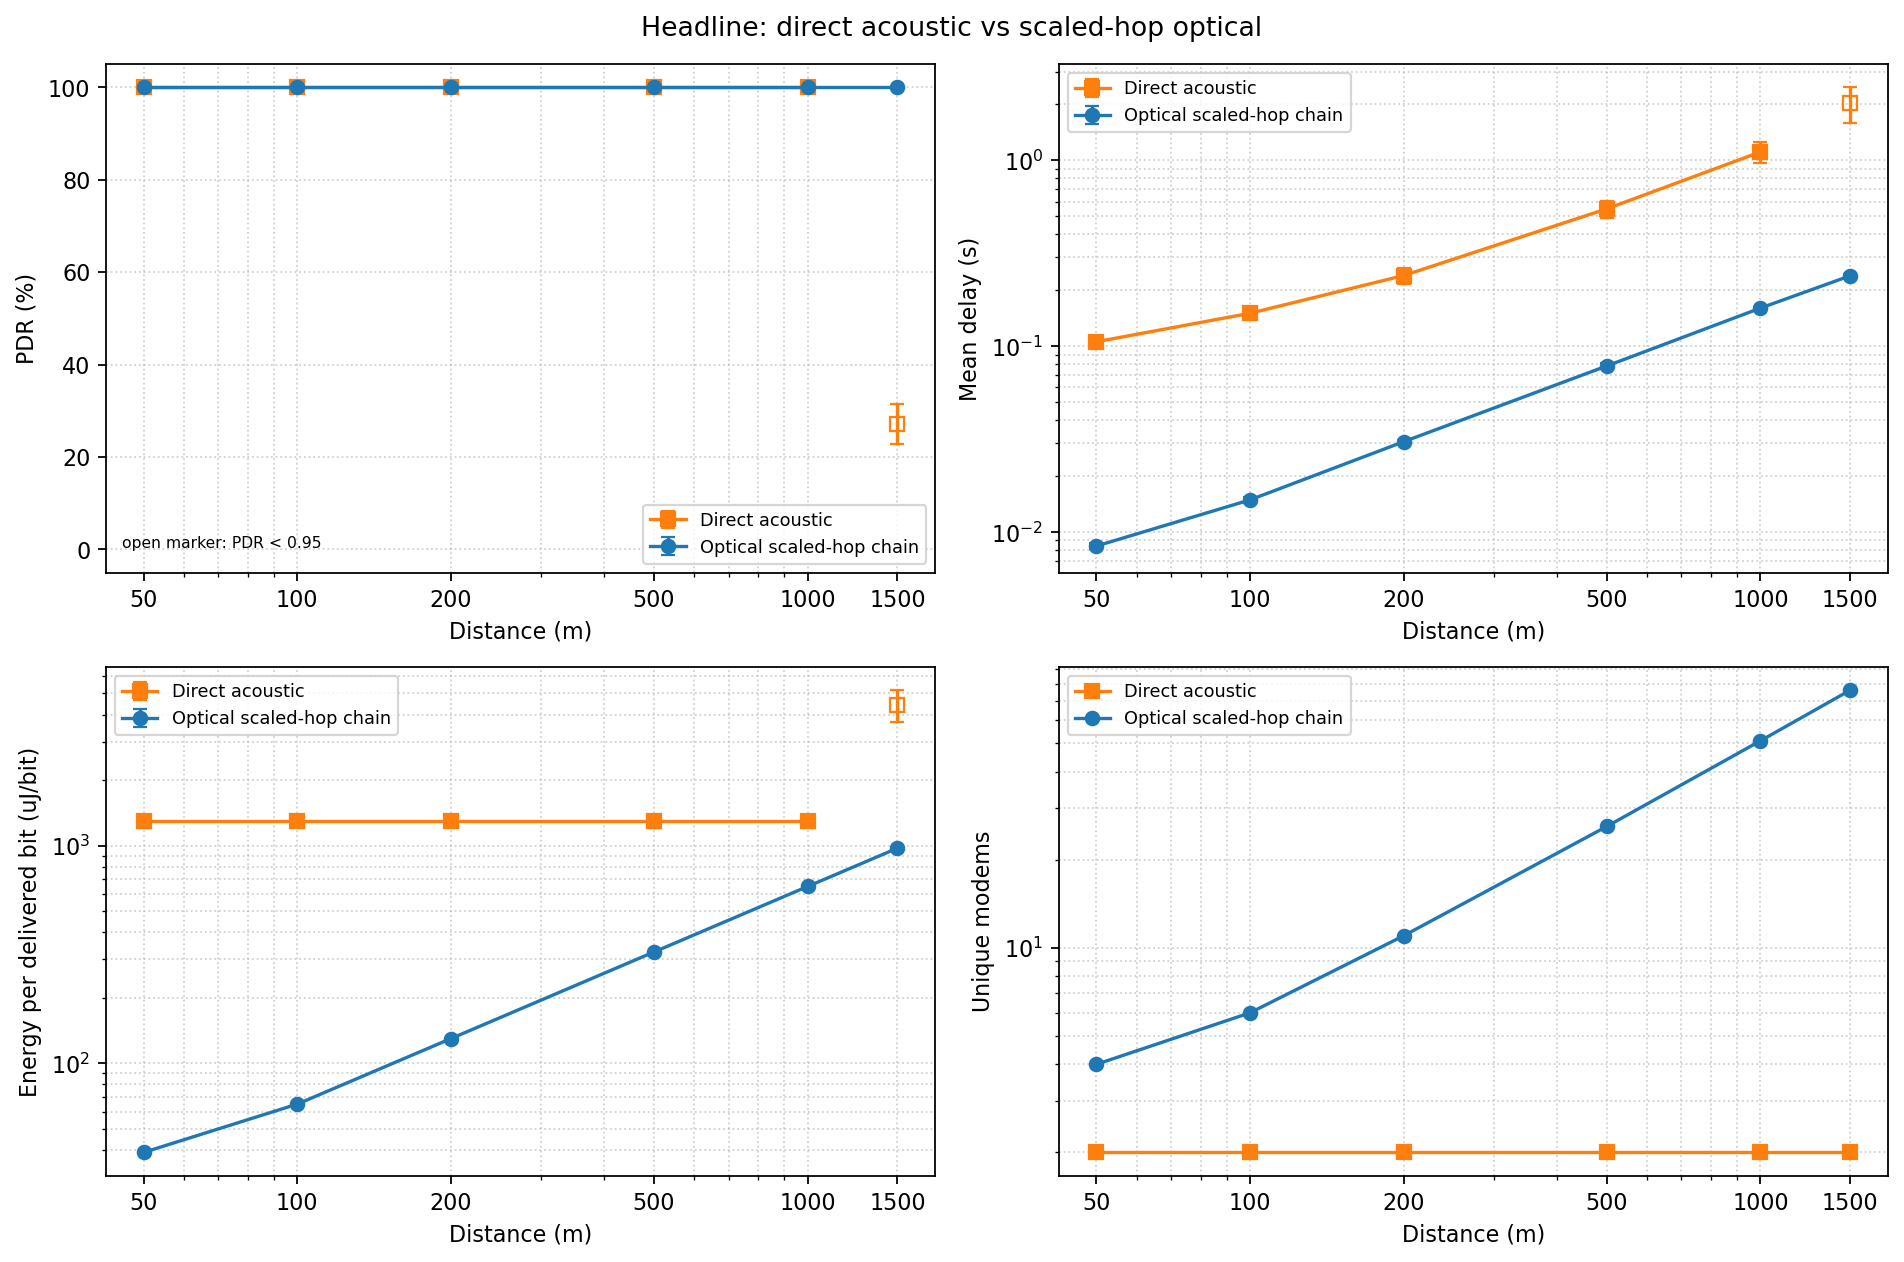 Headline: direct acoustic vs scaled-hop optical
PDR (%)
100
80
60
40
20
0
open marker: PDR < 0.95
Direct acoustic
Optical scaled-hop chain
50 100 200 500 1000 1500
Distance (m)
Mean delay (s)
Direct acoustic
Optical scaled-hop chain
10⁰
10⁻¹
10⁻²
50 100 200 500 1000 1500
Distance (m)
Energy per delivered bit (uJ/bit)
Direct acoustic
Optical scaled-hop chain
10³
10²
50 100 200 500 1000 1500
Distance (m)
Unique modems
Direct acoustic
Optical scaled-hop chain
10¹
50 100 200 500 1000 1500
Distance (m)